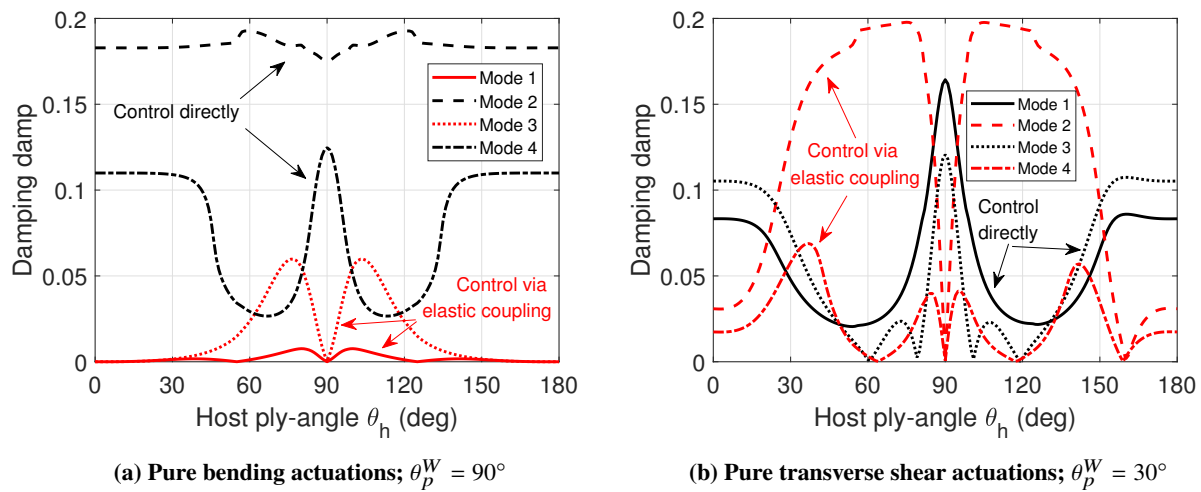 0.2
0.15
0.1
0.05
0
Damping damp
0 30 60 90 120 150 180
Host ply-angle θ_h (deg)
Control directly
Mode 1
Mode 2
Mode 3
Mode 4
Control via
elastic coupling
(a) Pure bending actuations; θ_p^W = 90°
0.2
0.15
0.1
0.05
0
Damping damp
0 30 60 90 120 150 180
Host ply-angle θ_h (deg)
Mode 1
Mode 2
Mode 3
Mode 4
Control via
elastic coupling
Control
directly
(b) Pure transverse shear actuations; θ_p^W = 30°